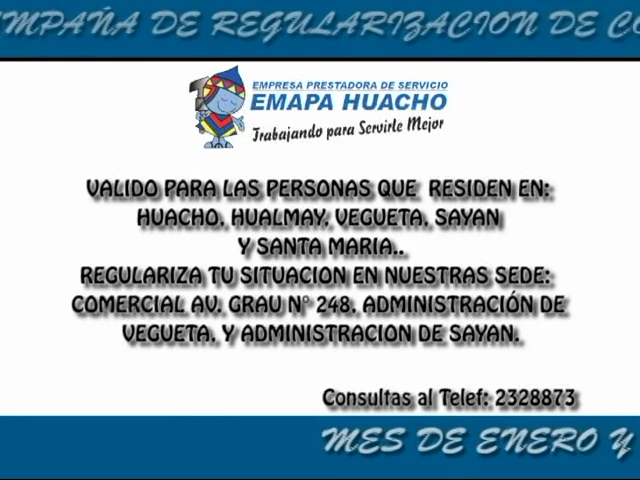 MPAÑA DE REGULARIZACION DE CO
EMPRESA PRESTADORA DE SERVICIO
EMAPA HUACHO
Trabajando para Servirle Mejor
VALIDO PARA LAS PERSONAS QUE RESIDEN EN:
HUACHO, HUALMAY, VEGUETA, SAYAN
Y SANTA MARIA..
REGULARIZA TU SITUACION EN NUESTRAS SEDE:
COMERCIAL AV. GRAU N° 248, ADMINISTRACIÓN DE
VEGUETA, Y ADMINISTRACION DE SAYAN.
Consultas al Telef: 2328873
MES DE ENERO Y